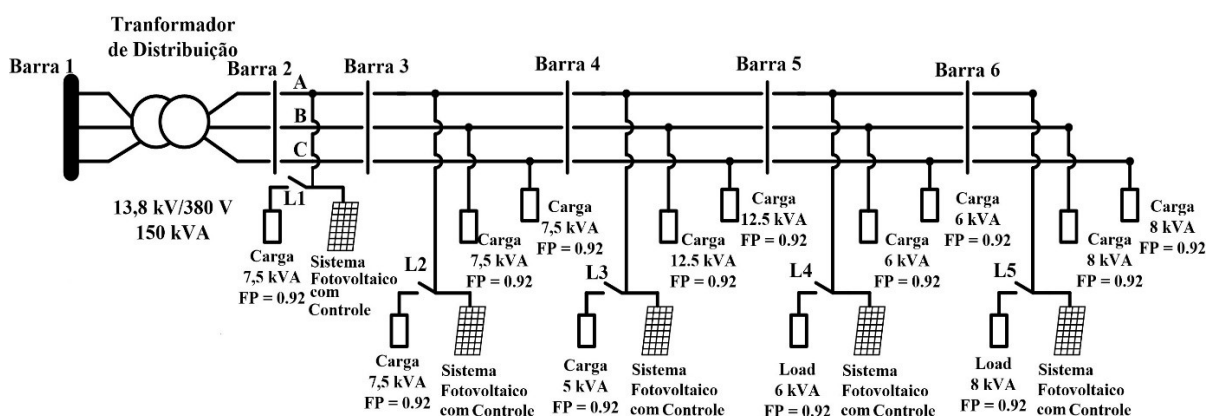 Tranformador
de Distribuição
Barra 1
Barra 2
Barra 3
Barra 4
Barra 5
Barra 6
A
B
C
13,8 kV/380 V
150 kVA
L1
Carga
7,5 kVA
FP = 0.92
Sistema
Fotovoltaico
com
Controle
L2
Carga
7,5 kVA
FP = 0.92
Sistema
Fotovoltaico
com Controle
Carga
7,5 kVA
FP = 0.92
Carga
7,5 kVA
FP = 0.92
L3
Carga
5 kVA
FP = 0.92
Sistema
Fotovoltaico
com Controle
Carga
12.5 kVA
FP = 0.92
Carga
12.5 kVA
FP = 0.92
L4
Load
6 kVA
FP = 0.92
Sistema
Fotovoltaico
com Controle
Carga
6 kVA
FP = 0.92
Carga
6 kVA
FP = 0.92
L5
Load
8 kVA
FP = 0.92
Sistema
Fotovoltaico
com Controle
Carga
8 kVA
FP = 0.92
Carga
8 kVA
FP = 0.92